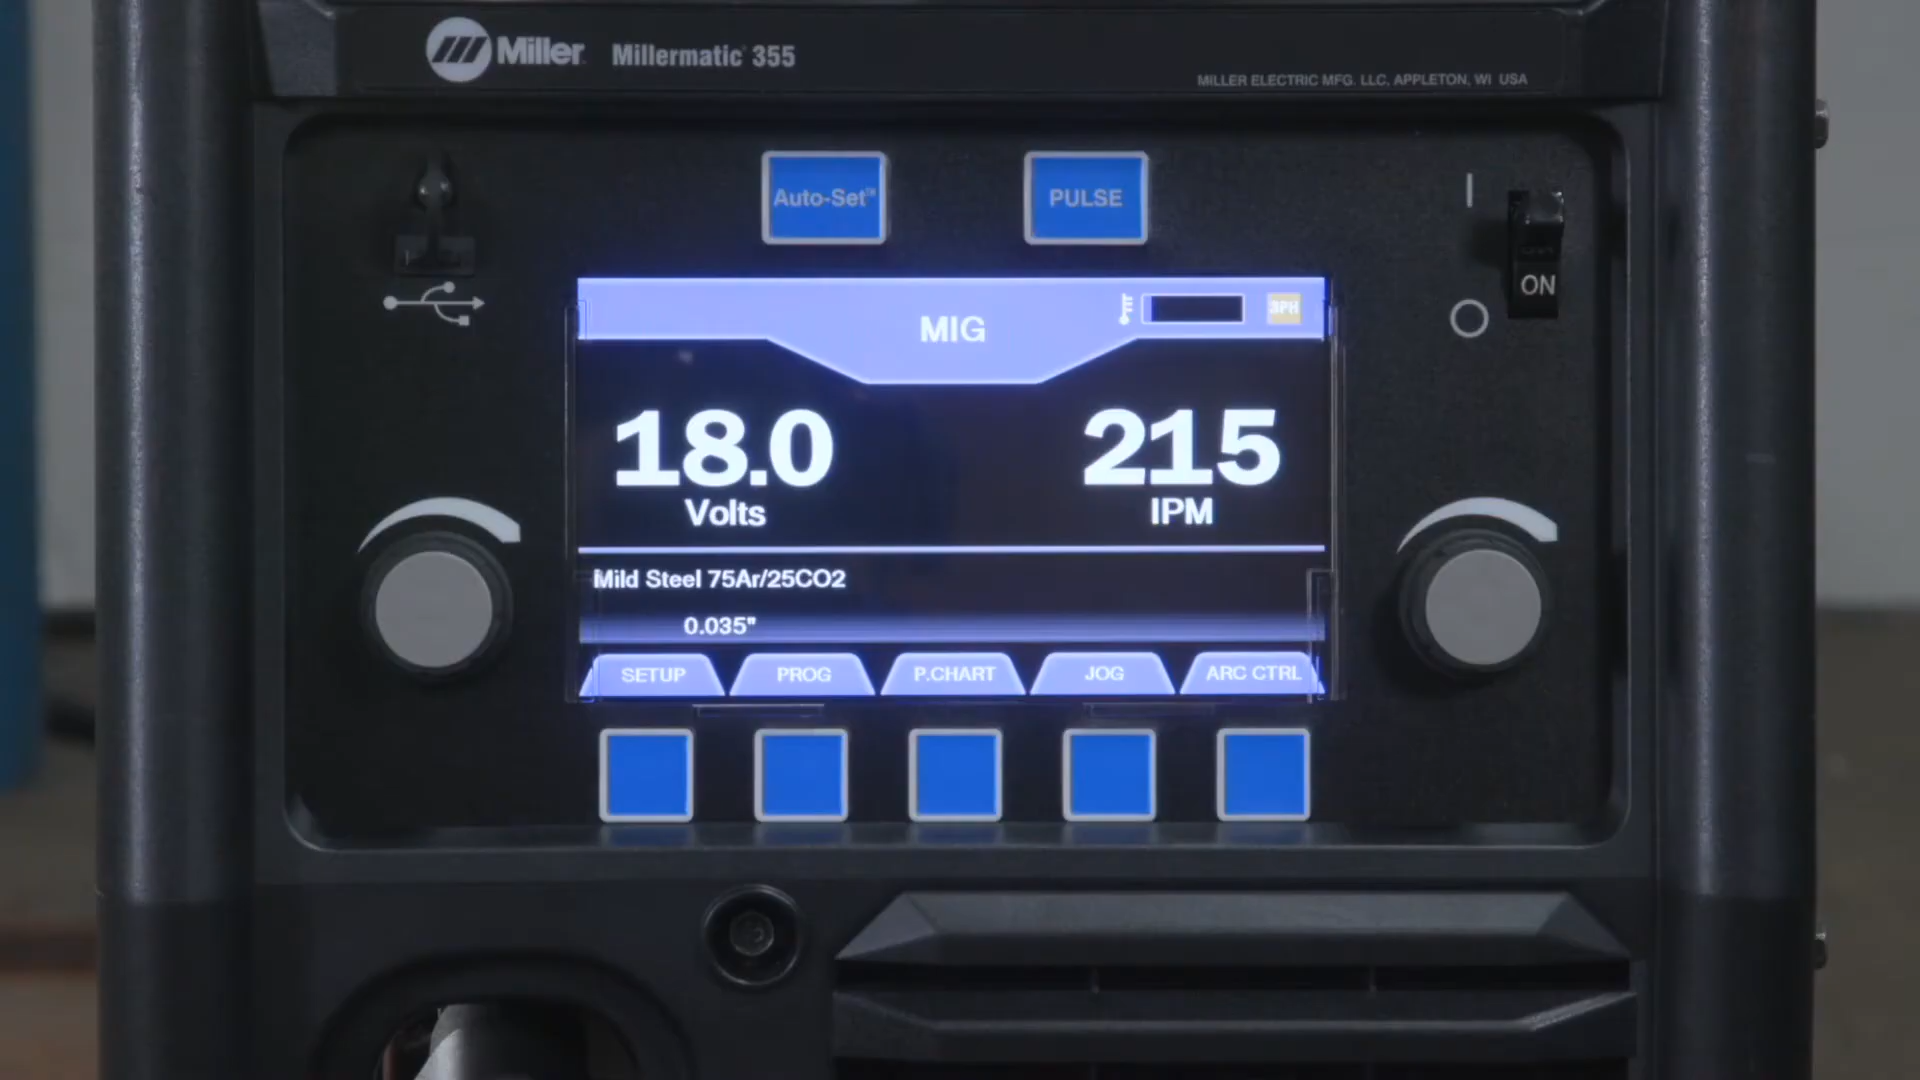 Miller Millermatic 355
MILLER ELECTRIC MFG. LLC, APPLETON, WI USA
Auto-Set™
PULSE
ON
MIG
3PH
18.0
Volts
215
IPM
Mild Steel 75Ar/25CO2
0.035"
SETUP
PROG
P.CHART
JOG
ARC CTRL